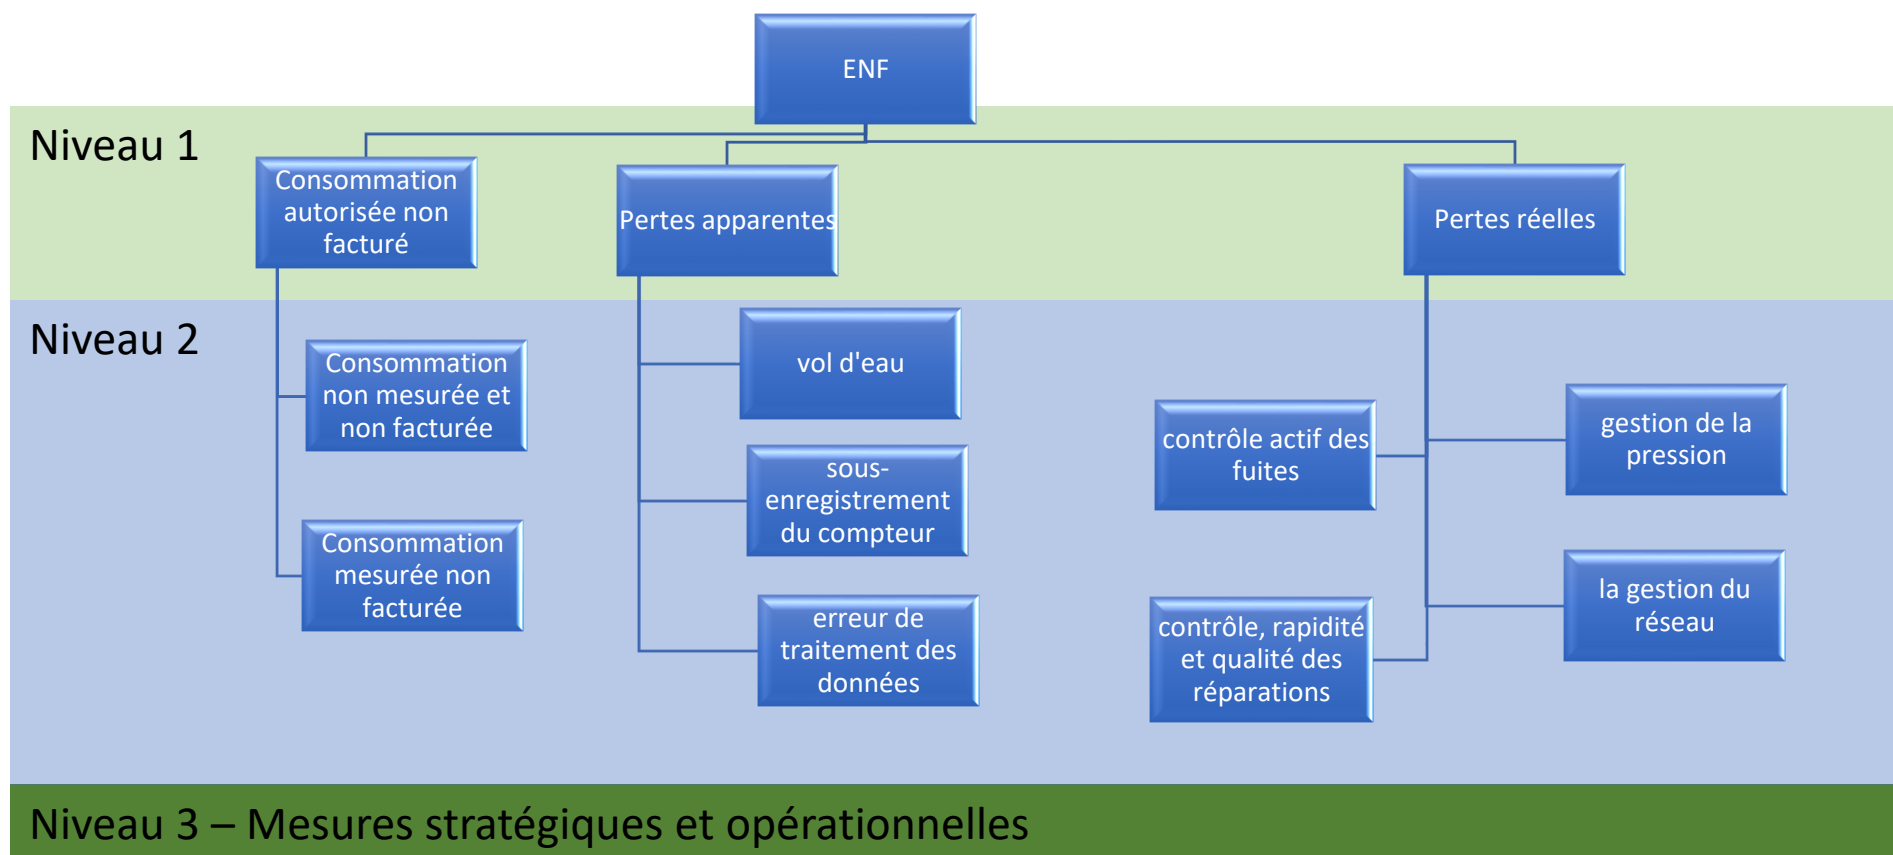 ENF
Niveau 1
Consommation
autorisée non
facturé
Pertes apparentes
Pertes réelles
Niveau 2
Consommation
non mesurée et
non facturée
Consommation
mesurée non
facturée
vol d'eau
sous-
enregistrement
du compteur
erreur de
traitement des
données
contrôle actif des
fuites
contrôle, rapidité
et qualité des
réparations
gestion de la
pression
la gestion du
réseau
Niveau 3 – Mesures stratégiques et opérationnelles